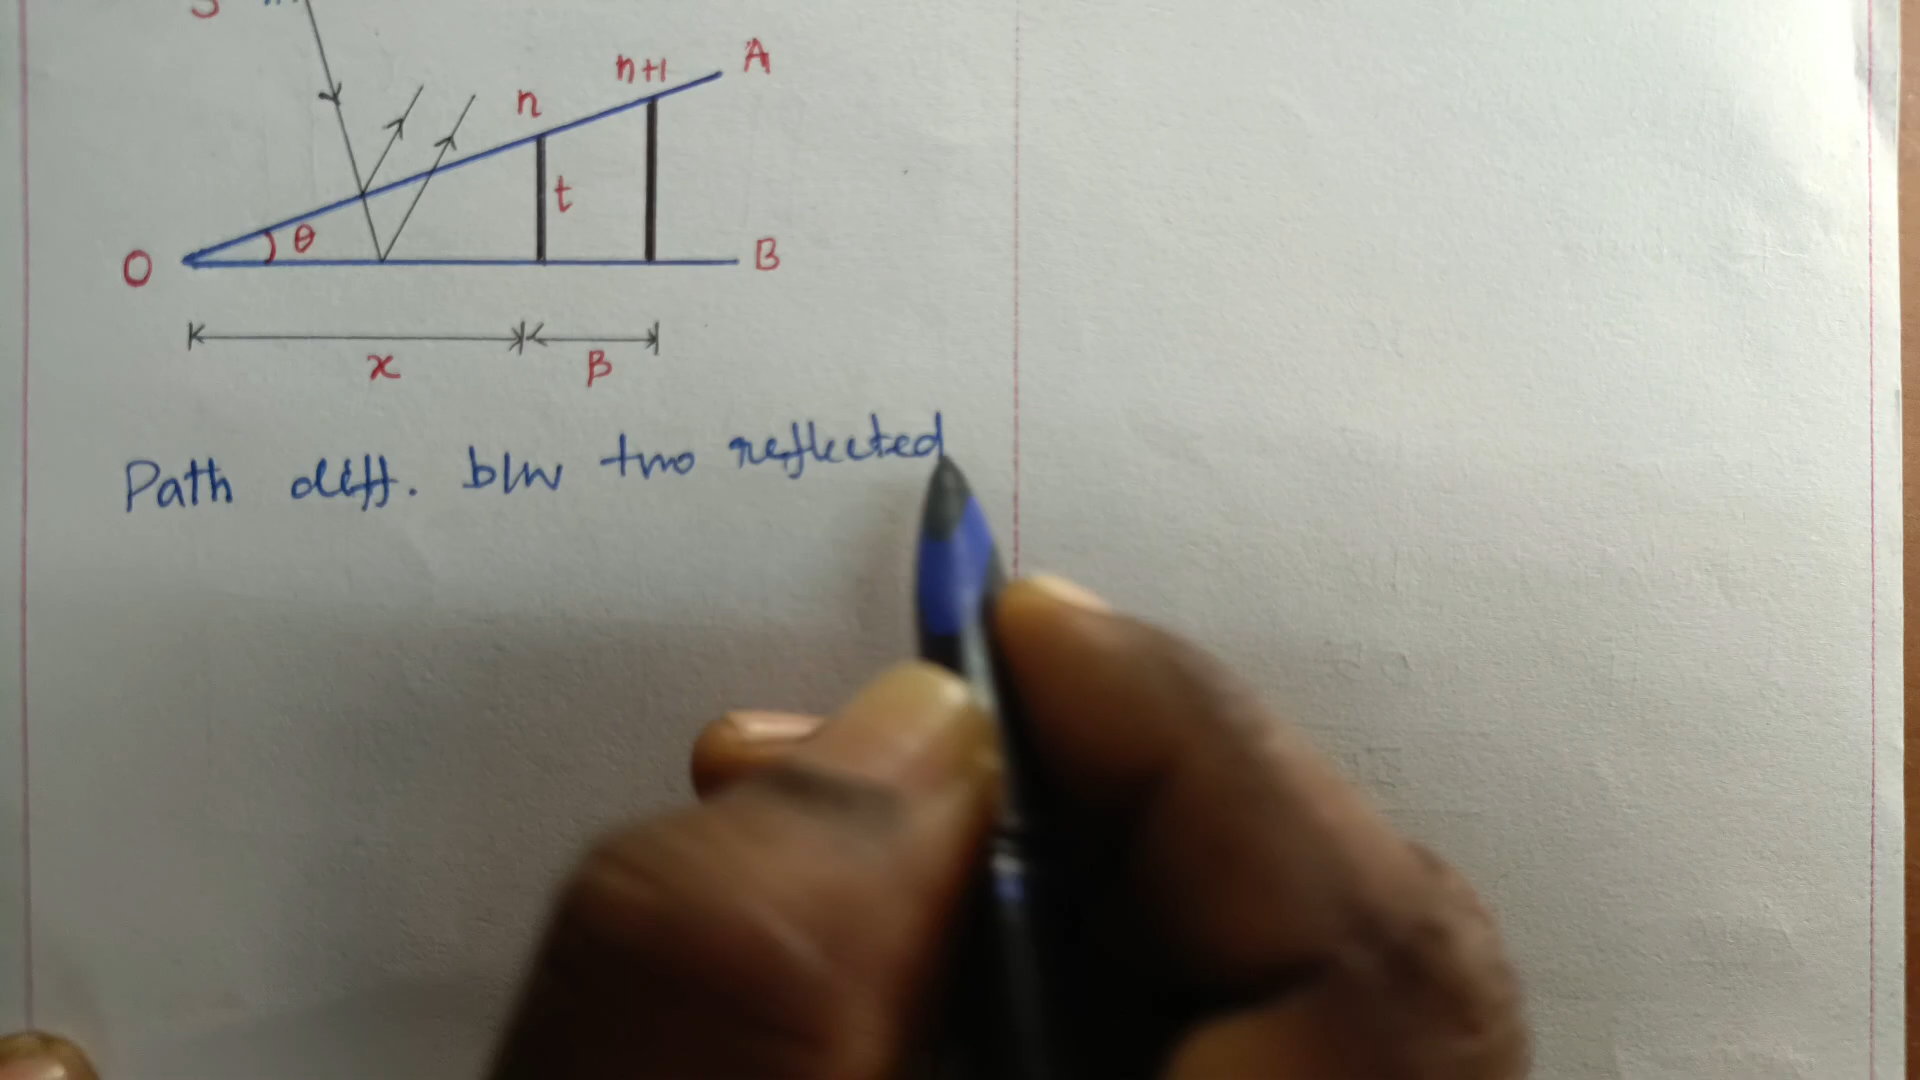 n+1 A
n
t
θ
O B
x β
Path diff. b/w two reflected